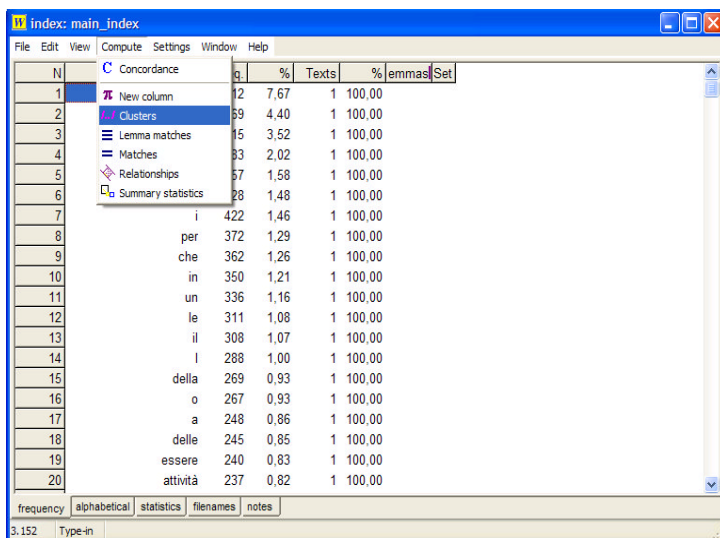 W index: main_index
File Edit View Compute Settings Window Help
N q. % Texts % emmas Set
C Concordance
π New column
Clusters
Lemma matches
= Matches
Relationships
Summary statistics
1 12 7,67 1 100,00
2 69 4,40 1 100,00
3 15 3,52 1 100,00
4 83 2,02 1 100,00
5 57 1,58 1 100,00
6 28 1,48 1 100,00
7 i 422 1,46 1 100,00
8 per 372 1,29 1 100,00
9 che 362 1,26 1 100,00
10 in 350 1,21 1 100,00
11 un 336 1,16 1 100,00
12 le 311 1,08 1 100,00
13 il 308 1,07 1 100,00
14 l 288 1,00 1 100,00
15 della 269 0,93 1 100,00
16 o 267 0,93 1 100,00
17 a 248 0,86 1 100,00
18 delle 245 0,85 1 100,00
19 essere 240 0,83 1 100,00
20 attività 237 0,82 1 100,00
frequency alphabetical statistics filenames notes
3.152 Type-in